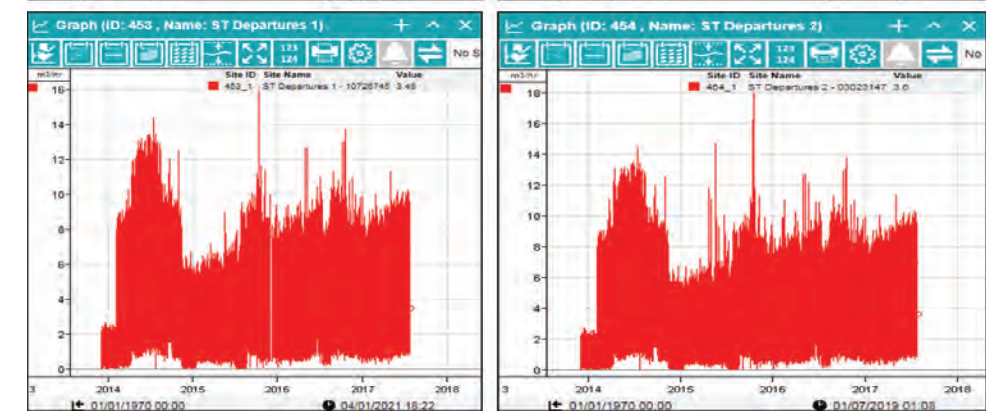 Graph (ID: 453 , Name: ST Departures 1)
123
124
No S
m3/hr
Site ID Site Name Value
453_1 ST Departures 1 - 10726745 3.48
16
14
12
10
8
6
4
2
0
3 2014 2015 2016 2017 2018
01/01/1970 00:00 04/01/2021 18:22
Graph (ID: 454 , Name: ST Departures 2)
123
124
No
m3/hr
Site ID Site Name Value
454_1 ST Departures 2 - 03023147 3.6
18
16
14
12
10
8
6
4
2
0
2014 2015 2016 2017 2018
01/01/1970 00:00 01/07/2019 01:08